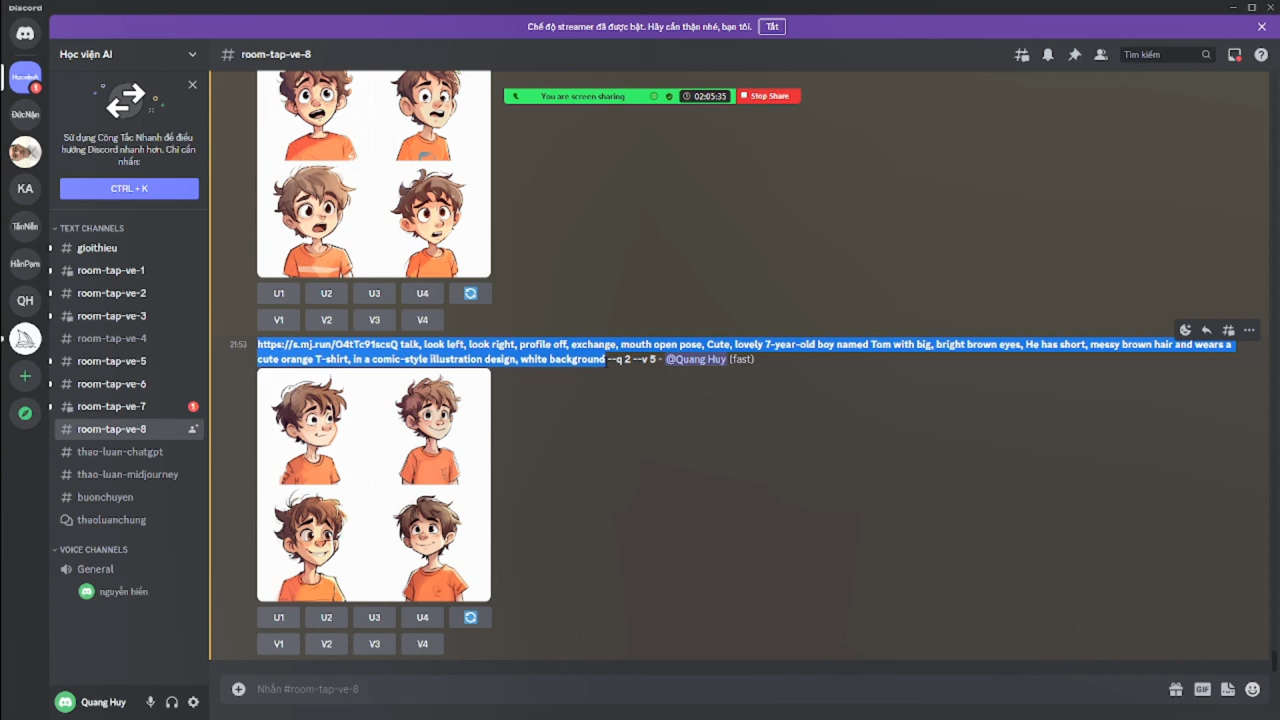 Discord
Chế độ streamer đã được bật. Hãy cẩn thận nhé, bạn tôi.
Tắt
Học viện AI
room-tap-ve-8
Tìm kiếm
You are screen sharing
02:05:35
Stop Share
1
ĐứcNận
KA
QH
Sử dụng Công Tắc Nhanh để điều
hướng Discord nhanh hơn. Chỉ cần
nhấn:
CTRL + K
TEXT CHANNELS
gioithieu
room-tap-ve-1
room-tap-ve-2
room-tap-ve-3
room-tap-ve-4
room-tap-ve-5
room-tap-ve-6
room-tap-ve-7
1
room-tap-ve-8
thao-luan-chatgpt
thao-luan-midjourney
buonchuyen
thaoluanchung
VOICE CHANNELS
General
nguyễn hiền
Quang Huy
U1 U2 U3 U4
V1 V2 V3 V4
21:53 https://s.mj.run/O4tTc91scsQ talk, look left, look right, profile off, exchange, mouth open pose, Cute, lovely 7-year-old boy named Tom with big, bright brown eyes, He has short, messy brown hair and wears a
cute orange T-shirt, in a comic-style illustration design, white background --q 2 --v 5 - @Quang Huy (fast)
U1 U2 U3 U4
V1 V2 V3 V4
Nhắn #room-tap-ve-8
GIF